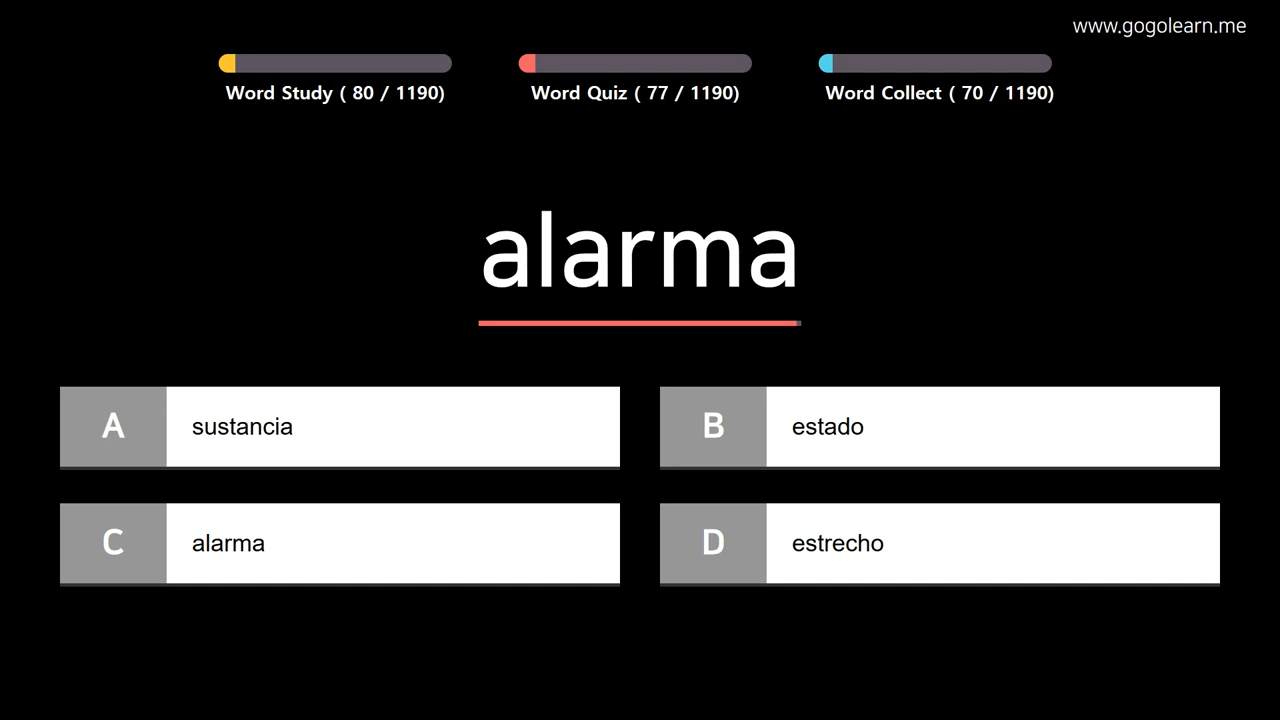 www.gogolearn.me
Word Study ( 80 / 1190)
Word Quiz ( 77 / 1190)
Word Collect ( 70 / 1190)
alarma
A sustancia
B estado
C alarma
D estrecho